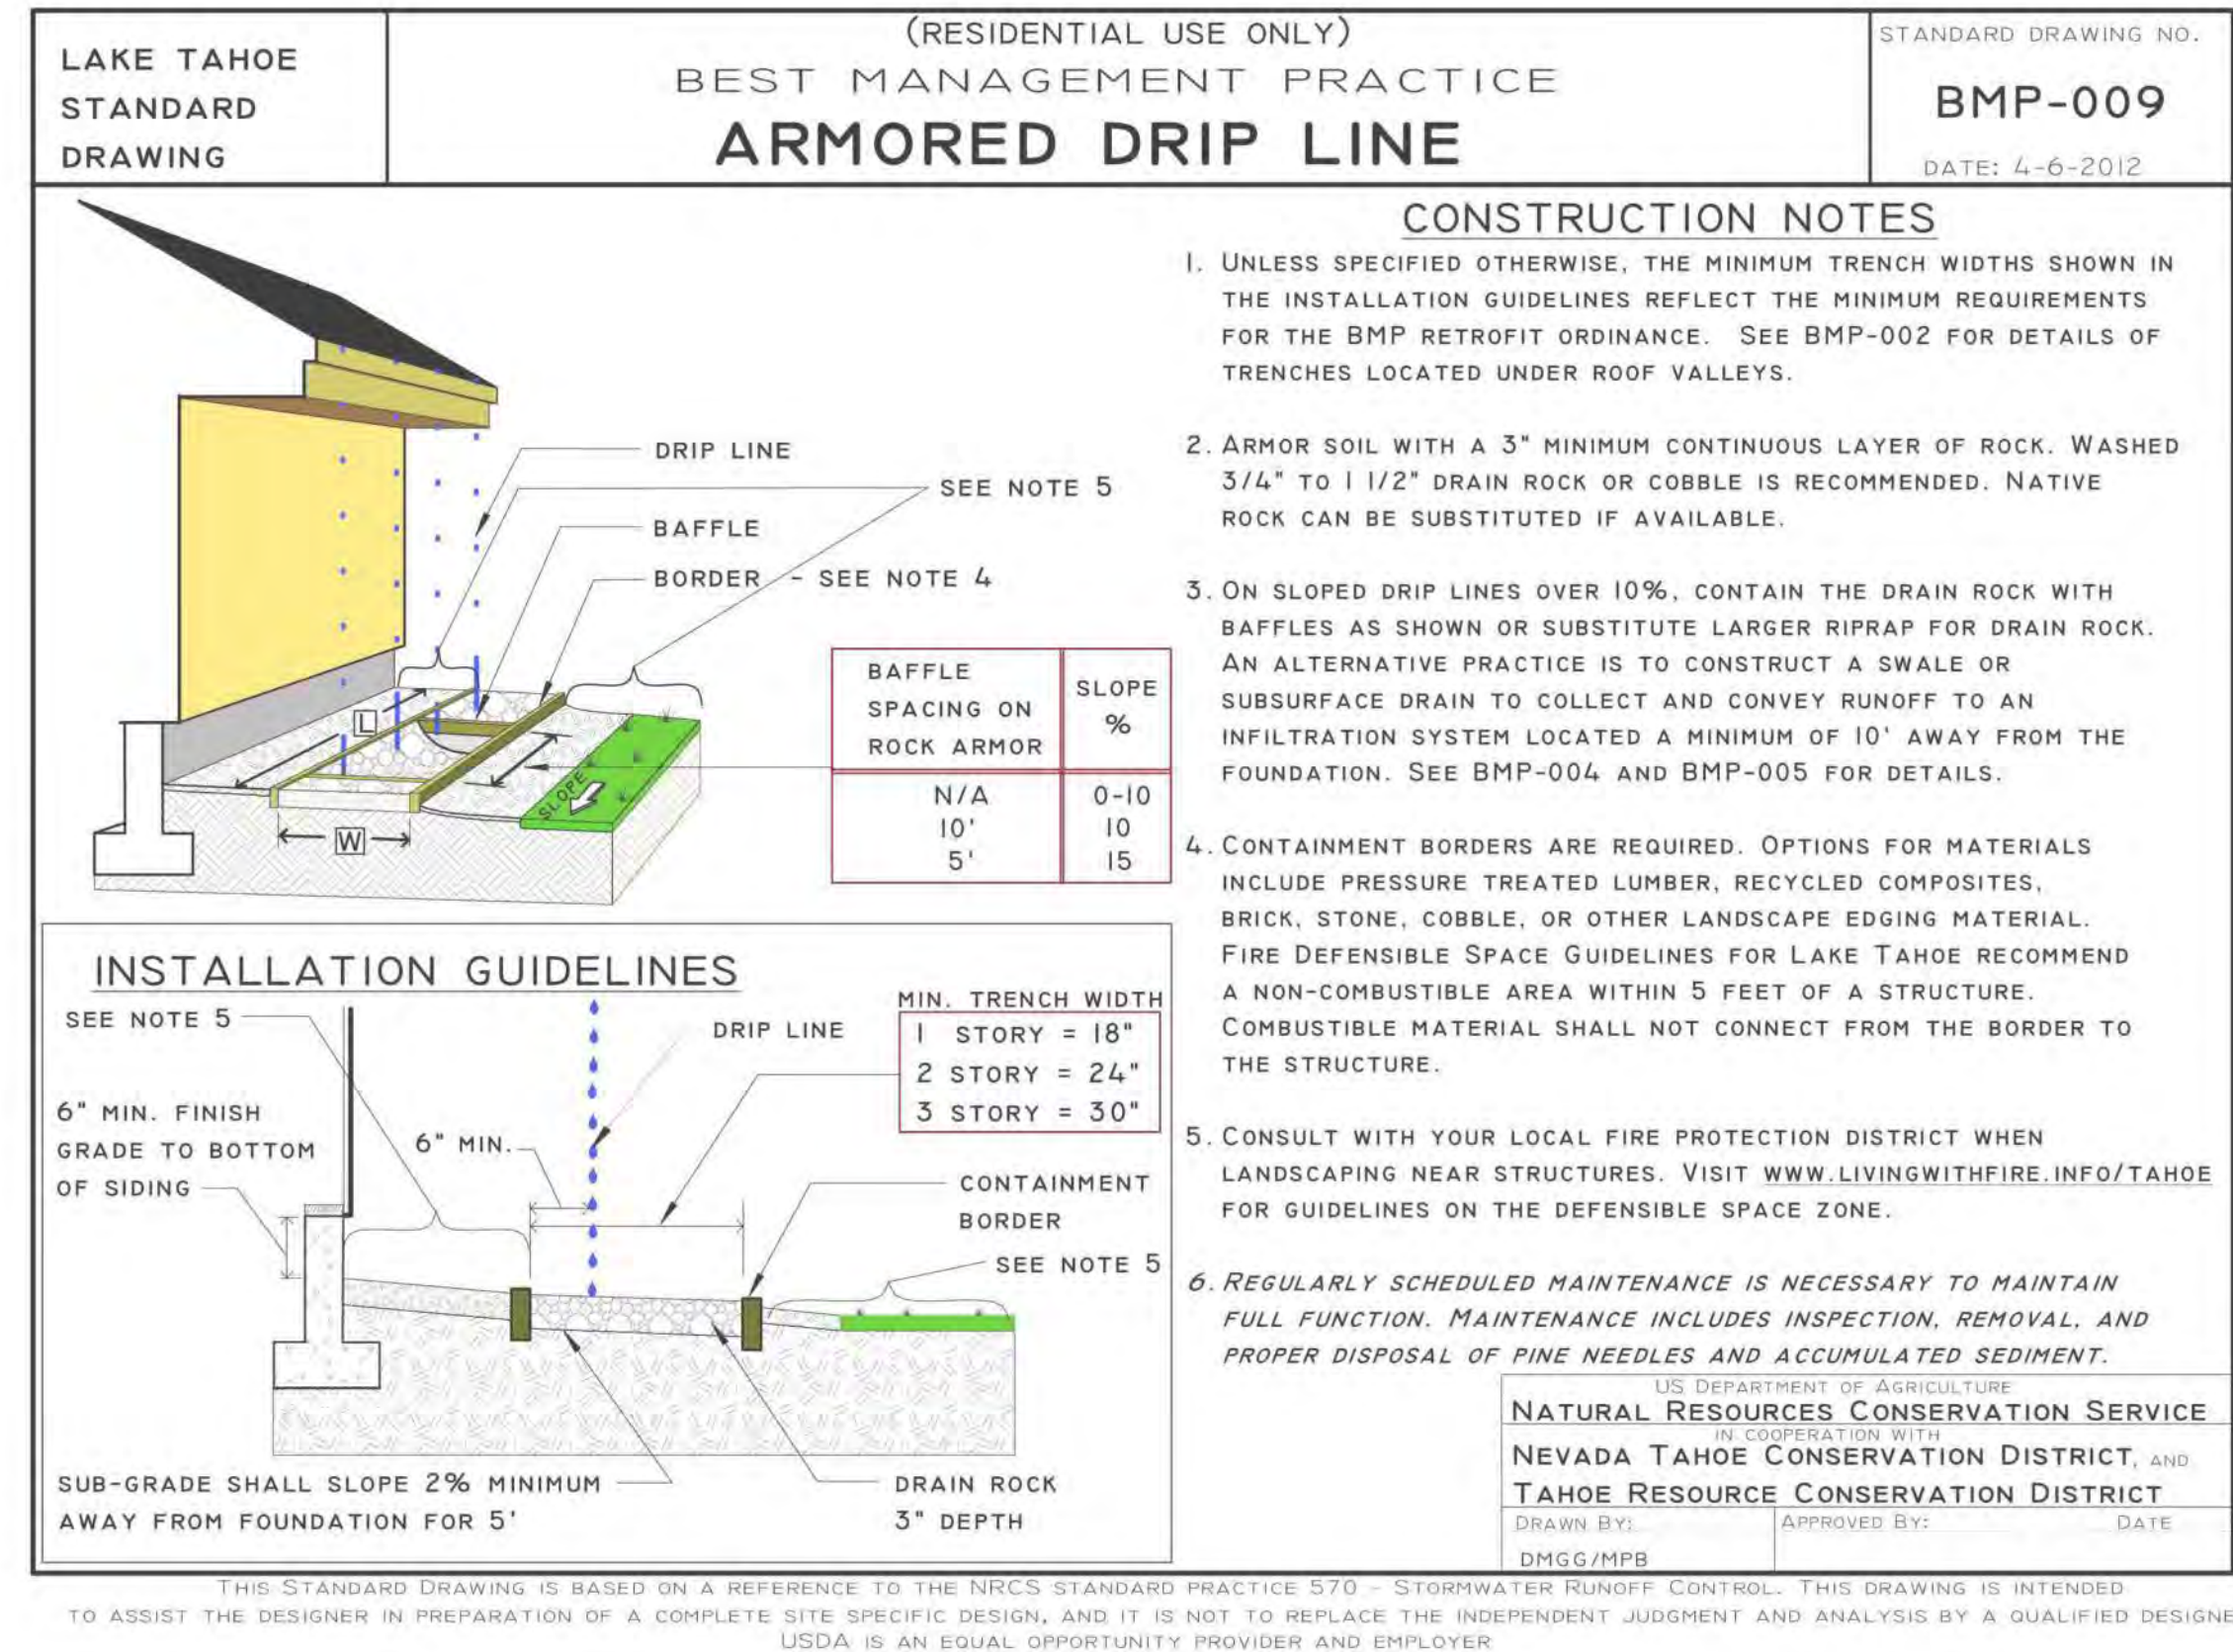 LAKE TAHOE
STANDARD
DRAWING
(RESIDENTIAL USE ONLY)
BEST MANAGEMENT PRACTICE
ARMORED DRIP LINE
STANDARD DRAWING NO.
BMP-009
DATE: 4-6-2012
DRIP LINE
SEE NOTE 5
BAFFLE
BORDER - SEE NOTE 4
L
W
SLOPE
BAFFLE
SPACING ON
ROCK ARMOR
SLOPE
%
N/A 0-10
10' 10
5' 15
INSTALLATION GUIDELINES
SEE NOTE 5
DRIP LINE
MIN. TRENCH WIDTH
1 STORY = 18"
2 STORY = 24"
3 STORY = 30"
6" MIN. FINISH
GRADE TO BOTTOM
OF SIDING
6" MIN.
CONTAINMENT
BORDER
SEE NOTE 5
SUB-GRADE SHALL SLOPE 2% MINIMUM
AWAY FROM FOUNDATION FOR 5'
DRAIN ROCK
3" DEPTH
CONSTRUCTION NOTES
1. UNLESS SPECIFIED OTHERWISE, THE MINIMUM TRENCH WIDTHS SHOWN IN
THE INSTALLATION GUIDELINES REFLECT THE MINIMUM REQUIREMENTS
FOR THE BMP RETROFIT ORDINANCE. SEE BMP-002 FOR DETAILS OF
TRENCHES LOCATED UNDER ROOF VALLEYS.
2. ARMOR SOIL WITH A 3" MINIMUM CONTINUOUS LAYER OF ROCK. WASHED
3/4" TO 1 1/2" DRAIN ROCK OR COBBLE IS RECOMMENDED. NATIVE
ROCK CAN BE SUBSTITUTED IF AVAILABLE.
3. ON SLOPED DRIP LINES OVER 10%, CONTAIN THE DRAIN ROCK WITH
BAFFLES AS SHOWN OR SUBSTITUTE LARGER RIPRAP FOR DRAIN ROCK.
AN ALTERNATIVE PRACTICE IS TO CONSTRUCT A SWALE OR
SUBSURFACE DRAIN TO COLLECT AND CONVEY RUNOFF TO AN
INFILTRATION SYSTEM LOCATED A MINIMUM OF 10' AWAY FROM THE
FOUNDATION. SEE BMP-004 AND BMP-005 FOR DETAILS.
4. CONTAINMENT BORDERS ARE REQUIRED. OPTIONS FOR MATERIALS
INCLUDE PRESSURE TREATED LUMBER, RECYCLED COMPOSITES,
BRICK, STONE, COBBLE, OR OTHER LANDSCAPE EDGING MATERIAL.
FIRE DEFENSIBLE SPACE GUIDELINES FOR LAKE TAHOE RECOMMEND
A NON-COMBUSTIBLE AREA WITHIN 5 FEET OF A STRUCTURE.
COMBUSTIBLE MATERIAL SHALL NOT CONNECT FROM THE BORDER TO
THE STRUCTURE.
5. CONSULT WITH YOUR LOCAL FIRE PROTECTION DISTRICT WHEN
LANDSCAPING NEAR STRUCTURES. VISIT WWW.LIVINGWITHFIRE.INFO/TAHOE
FOR GUIDELINES ON THE DEFENSIBLE SPACE ZONE.
6. REGULARLY SCHEDULED MAINTENANCE IS NECESSARY TO MAINTAIN
FULL FUNCTION. MAINTENANCE INCLUDES INSPECTION, REMOVAL, AND
PROPER DISPOSAL OF PINE NEEDLES AND ACCUMULATED SEDIMENT.
US DEPARTMENT OF AGRICULTURE
NATURAL RESOURCES CONSERVATION SERVICE
IN COOPERATION WITH
NEVADA TAHOE CONSERVATION DISTRICT, AND
TAHOE RESOURCE CONSERVATION DISTRICT
DRAWN BY: APPROVED BY: DATE
DMGG/MPB
THIS STANDARD DRAWING IS BASED ON A REFERENCE TO THE NRCS STANDARD PRACTICE 570 - STORMWATER RUNOFF CONTROL. THIS DRAWING IS INTENDED
TO ASSIST THE DESIGNER IN PREPARATION OF A COMPLETE SITE SPECIFIC DESIGN, AND IT IS NOT TO REPLACE THE INDEPENDENT JUDGMENT AND ANALYSIS BY A QUALIFIED DESIGNE
USDA IS AN EQUAL OPPORTUNITY PROVIDER AND EMPLOYER